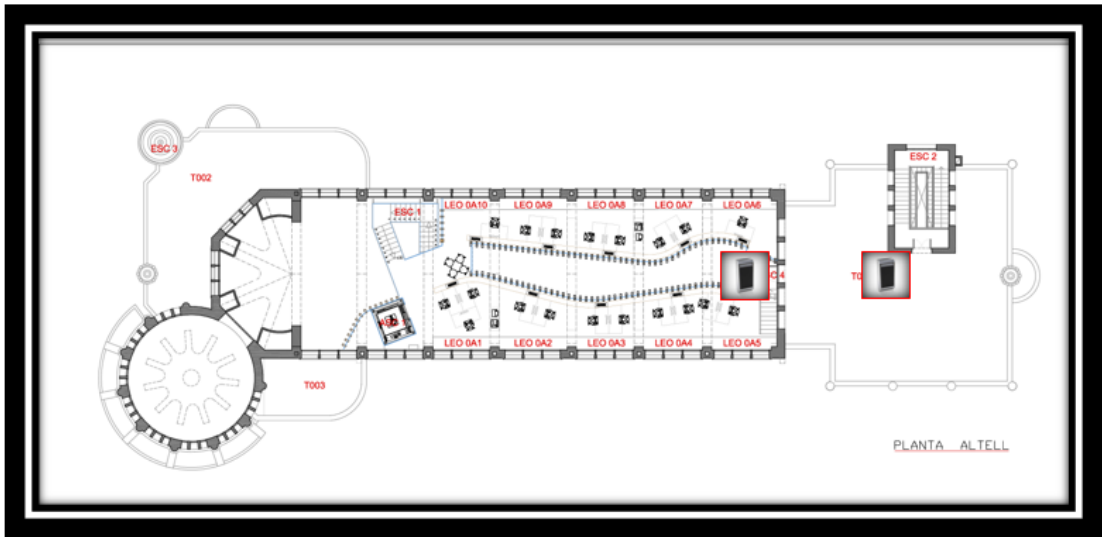 ESC 3
T002
ESC 2
ESC 1
LEO 0A10
LEO 0A9
LEO 0A8
LEO 0A7
LEO 0A6
LEO 0A1
LEO 0A2
LEO 0A3
LEO 0A4
LEO 0A5
T003
PLANTA ALTELL